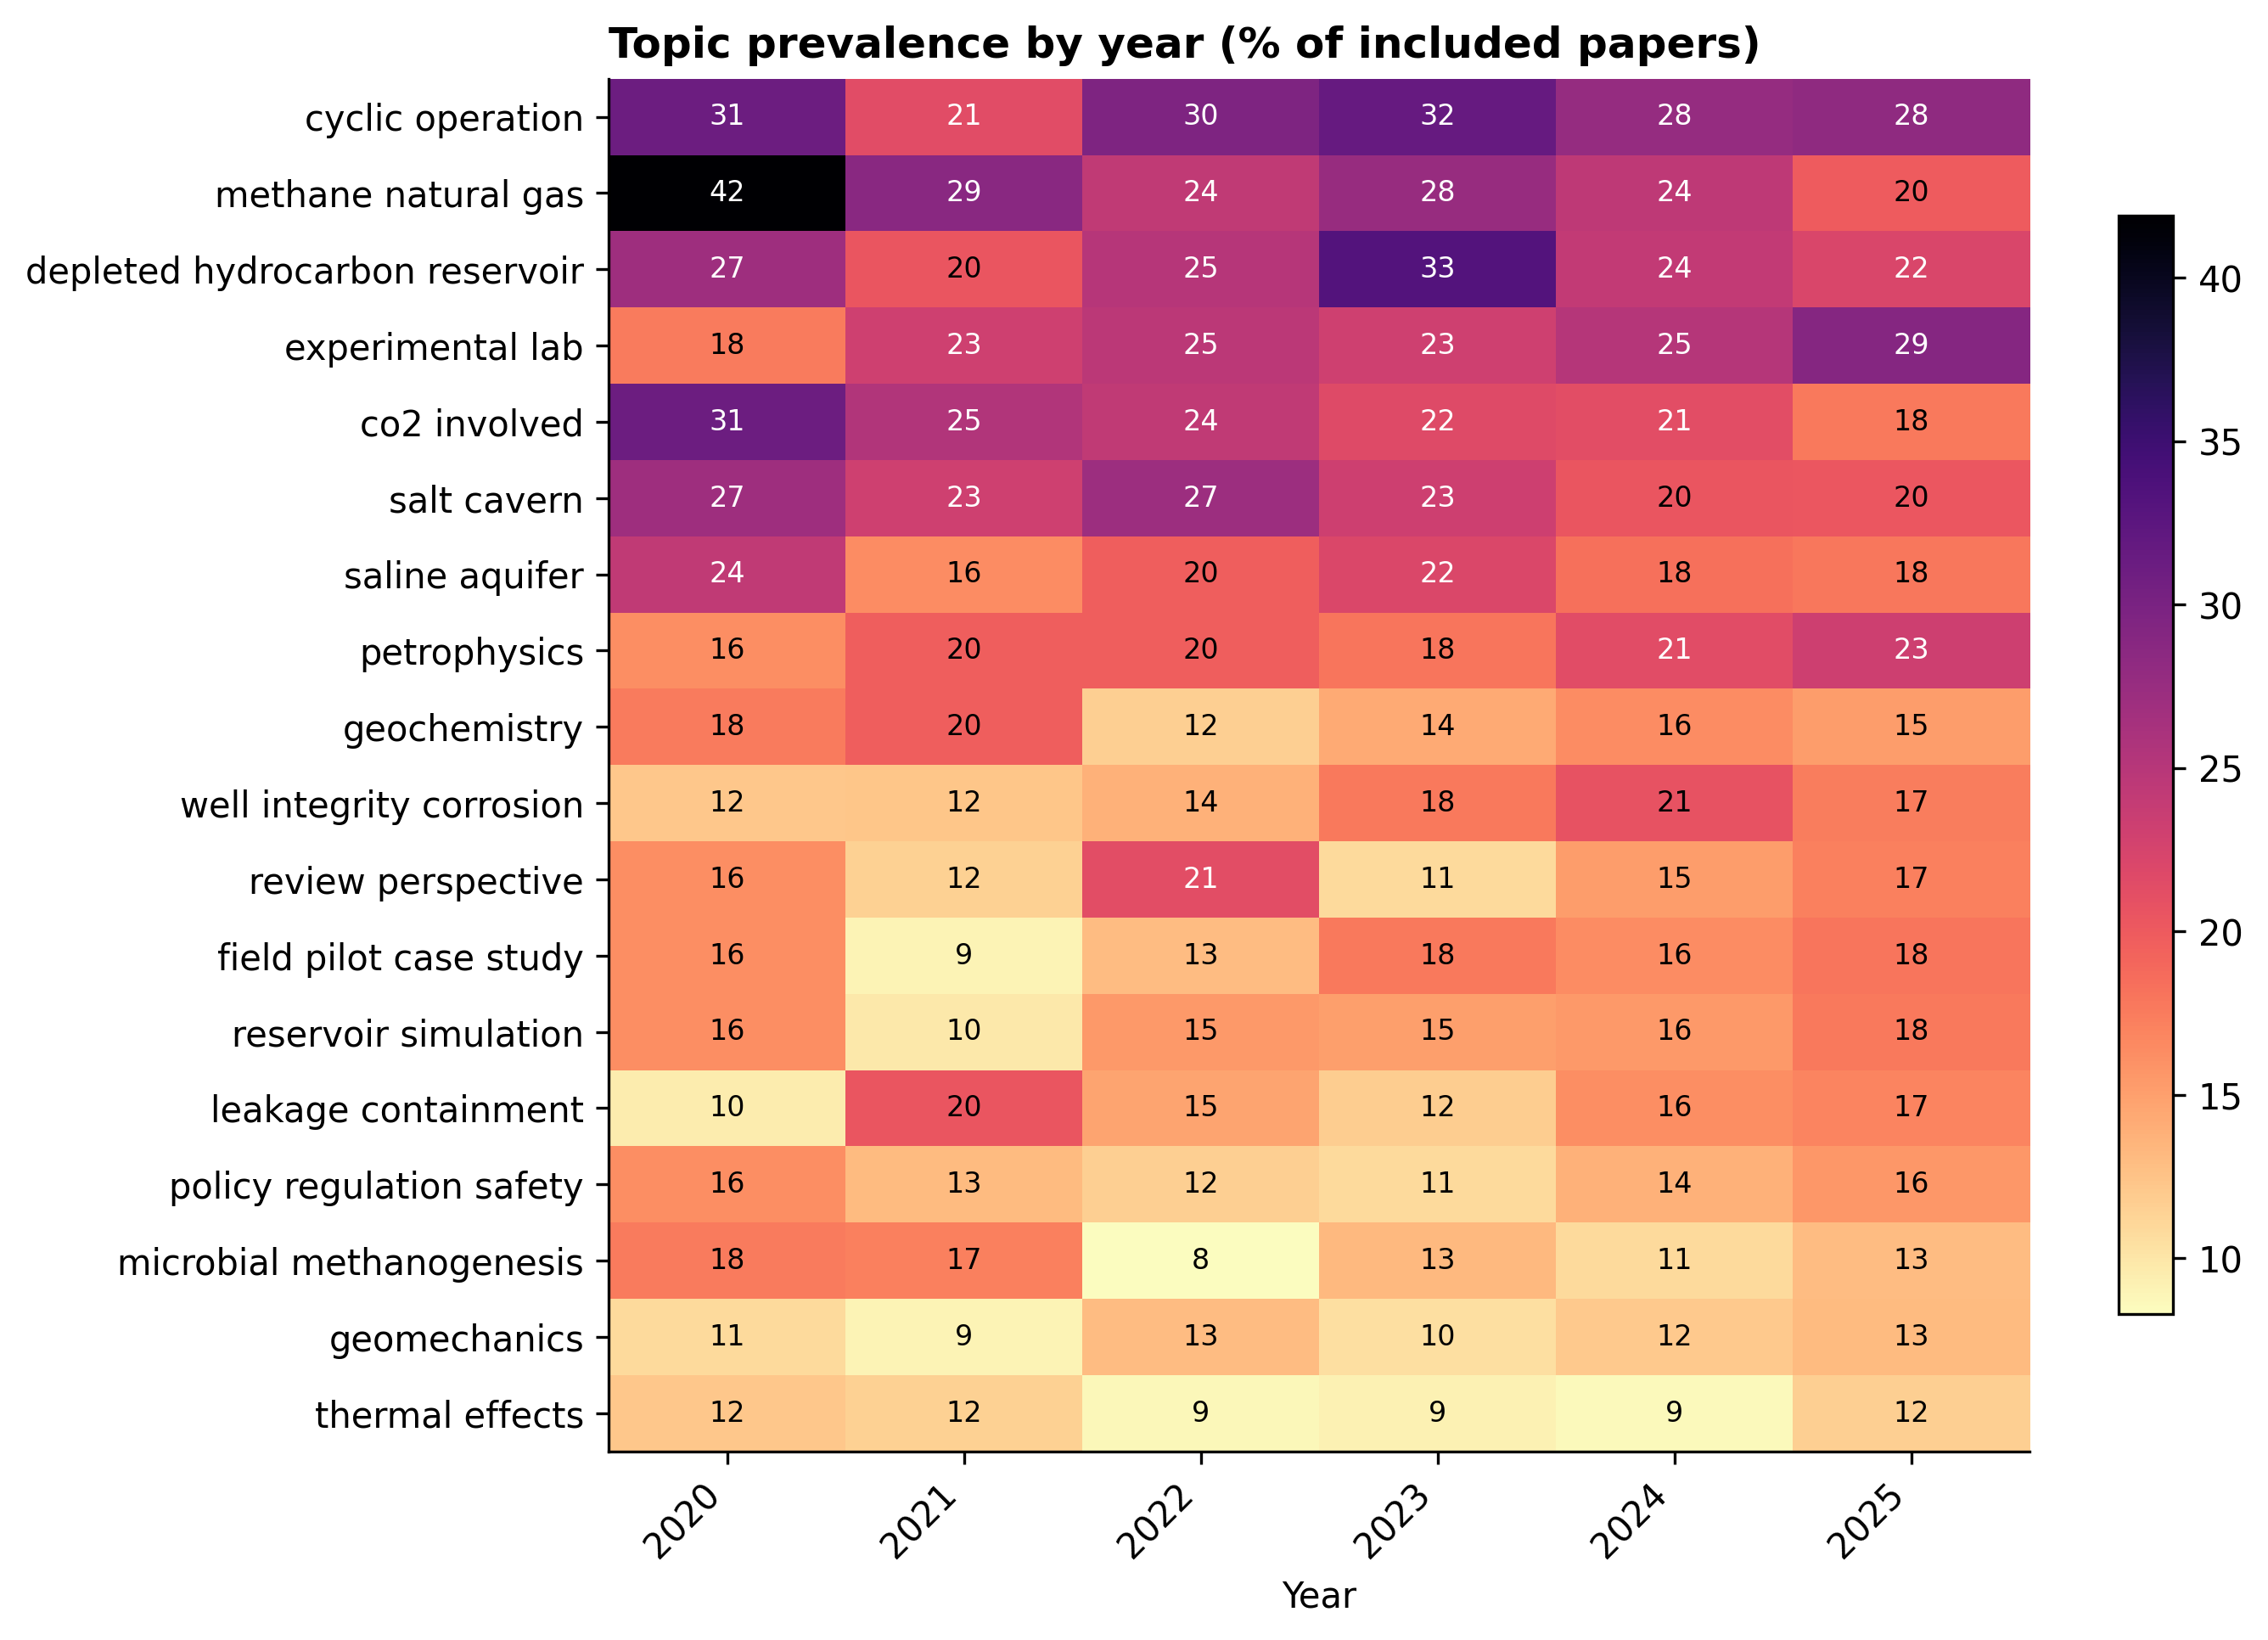 Topic prevalence by year (% of included papers)
cyclic operation 31 21 30 32 28 28
methane natural gas 42 29 24 28 24 20
depleted hydrocarbon reservoir 27 20 25 33 24 22
experimental lab 18 23 25 23 25 29
co2 involved 31 25 24 22 21 18
salt cavern 27 23 27 23 20 20
saline aquifer 24 16 20 22 18 18
petrophysics 16 20 20 18 21 23
geochemistry 18 20 12 14 16 15
well integrity corrosion 12 12 14 18 21 17
review perspective 16 12 21 11 15 17
field pilot case study 16 9 13 18 16 18
reservoir simulation 16 10 15 15 16 18
leakage containment 10 20 15 12 16 17
policy regulation safety 16 13 12 11 14 16
microbial methanogenesis 18 17 8 13 11 13
geomechanics 11 9 13 10 12 13
thermal effects 12 12 9 9 9 12
2020 2021 2022 2023 2024 2025
Year
40
35
30
25
20
15
10